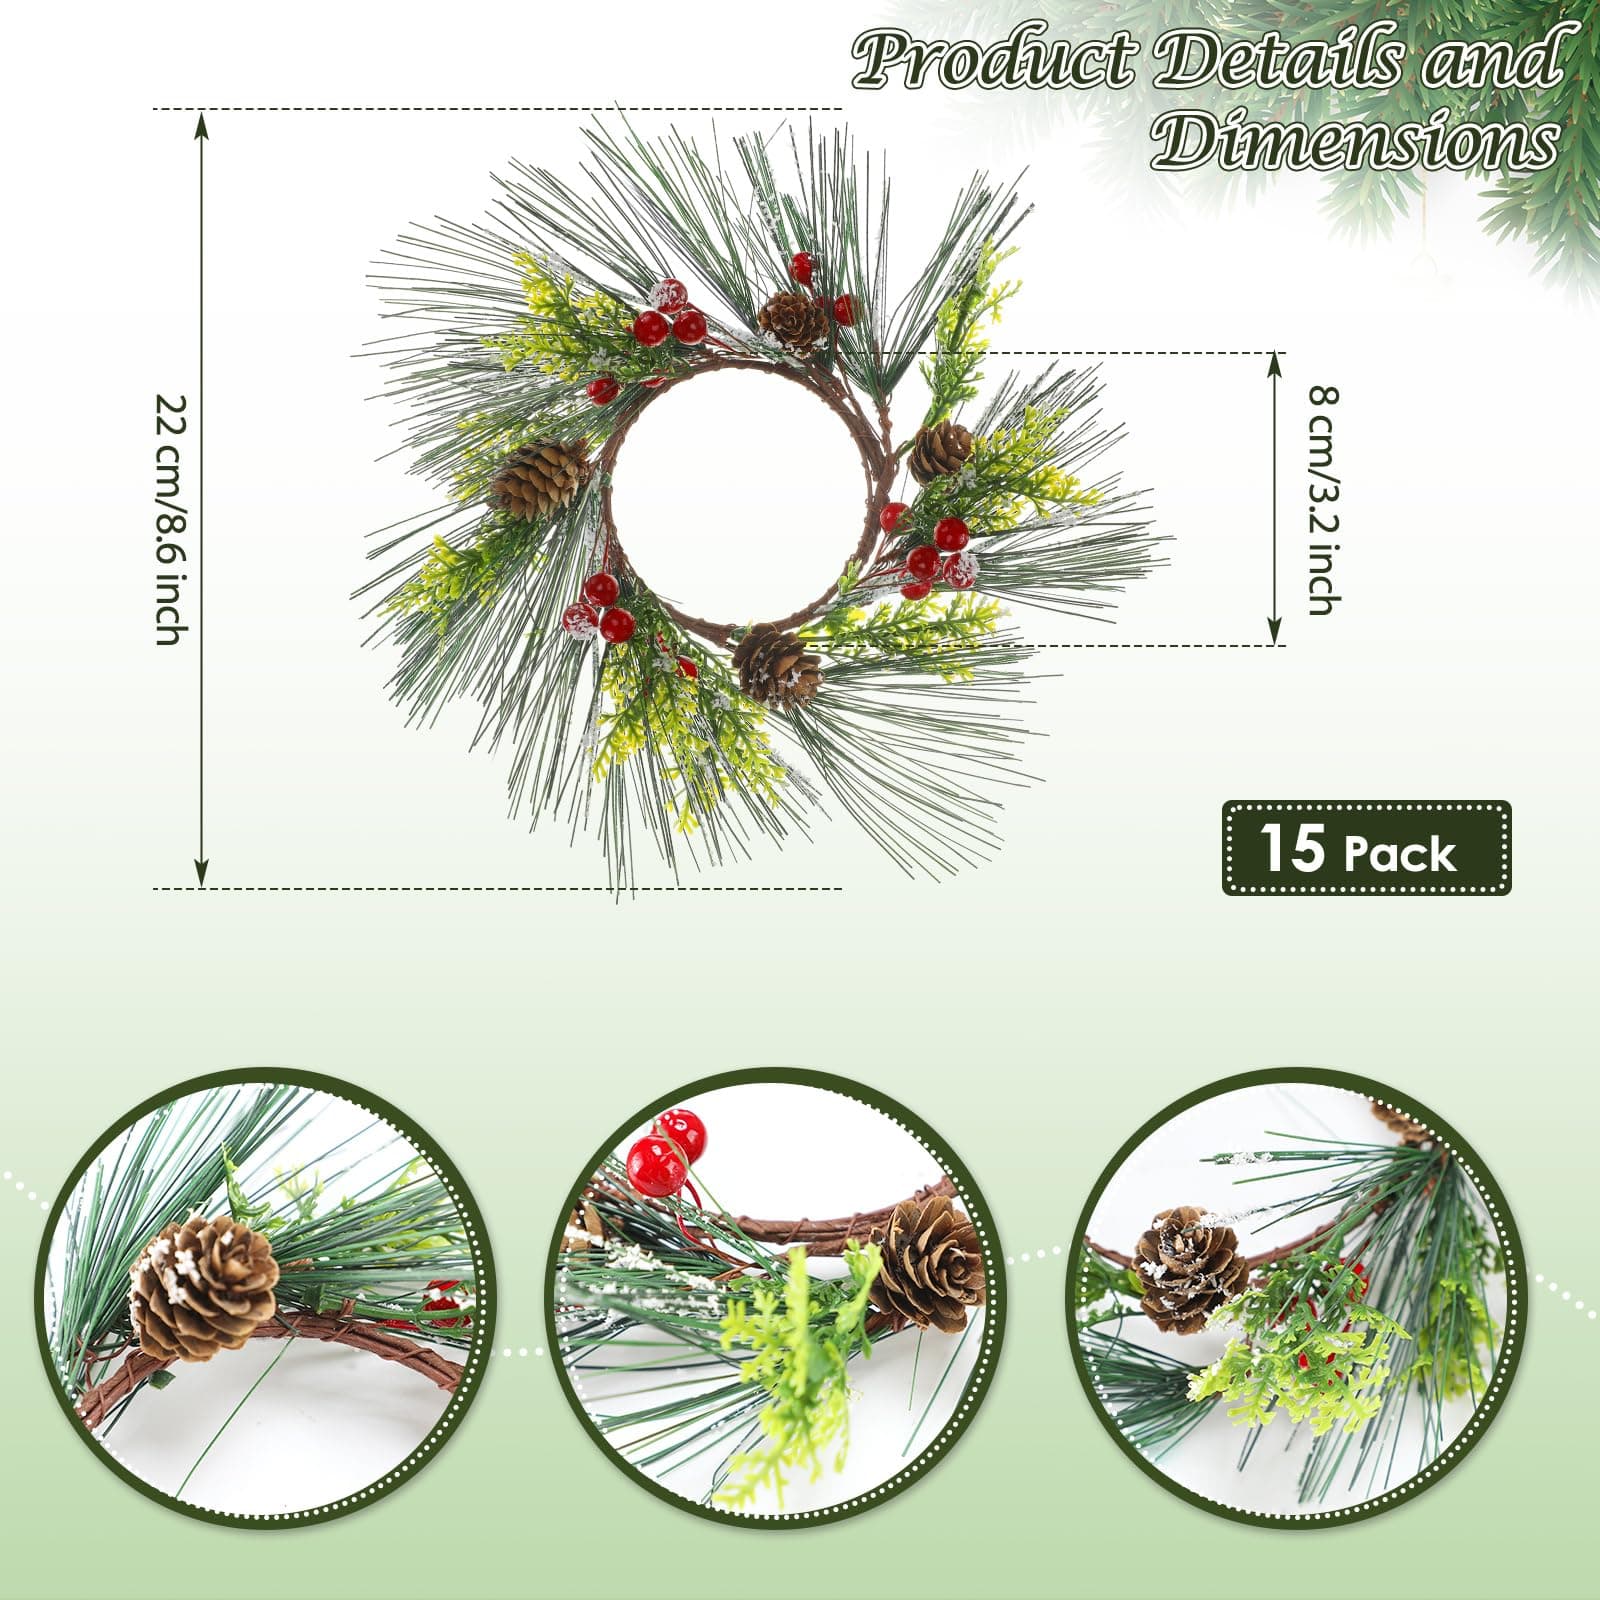 Product Details and
Dimensions
22 cm/8.6 inch
8 cm/3.2 inch
15 Pack